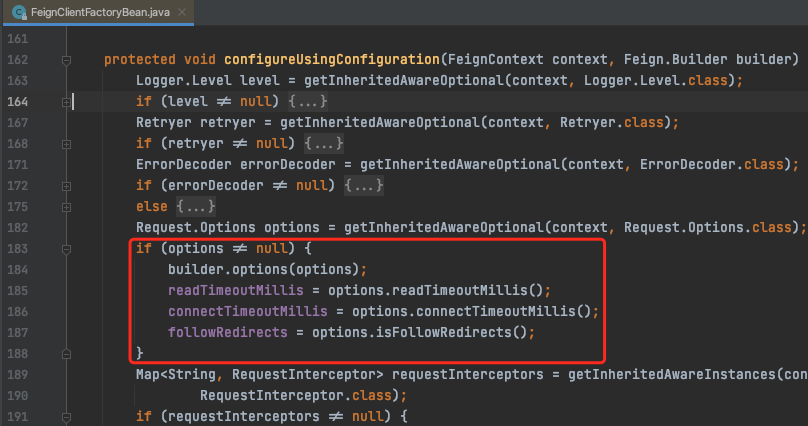 FeignClientFactoryBean.java
161
162 protected void configureUsingConfiguration(FeignContext context, Feign.Builder builder)
163 Logger.Level level = getInheritedAwareOptional(context, Logger.Level.class);
164 if (level ≠ null) {...}
167 Retryer retryer = getInheritedAwareOptional(context, Retryer.class);
168 if (retryer ≠ null) {...}
171 ErrorDecoder errorDecoder = getInheritedAwareOptional(context, ErrorDecoder.class);
172 if (errorDecoder ≠ null) {...}
175 else {...}
182 Request.Options options = getInheritedAwareOptional(context, Request.Options.class);
183 if (options ≠ null) {
184 builder.options(options);
185 readTimeoutMillis = options.readTimeoutMillis();
186 connectTimeoutMillis = options.connectTimeoutMillis();
187 followRedirects = options.isFollowRedirects();
188 }
189 Map<String, RequestInterceptor> requestInterceptors = getInheritedAwareInstances(con
190 RequestInterceptor.class);
191 if (requestInterceptors ≠ null) {